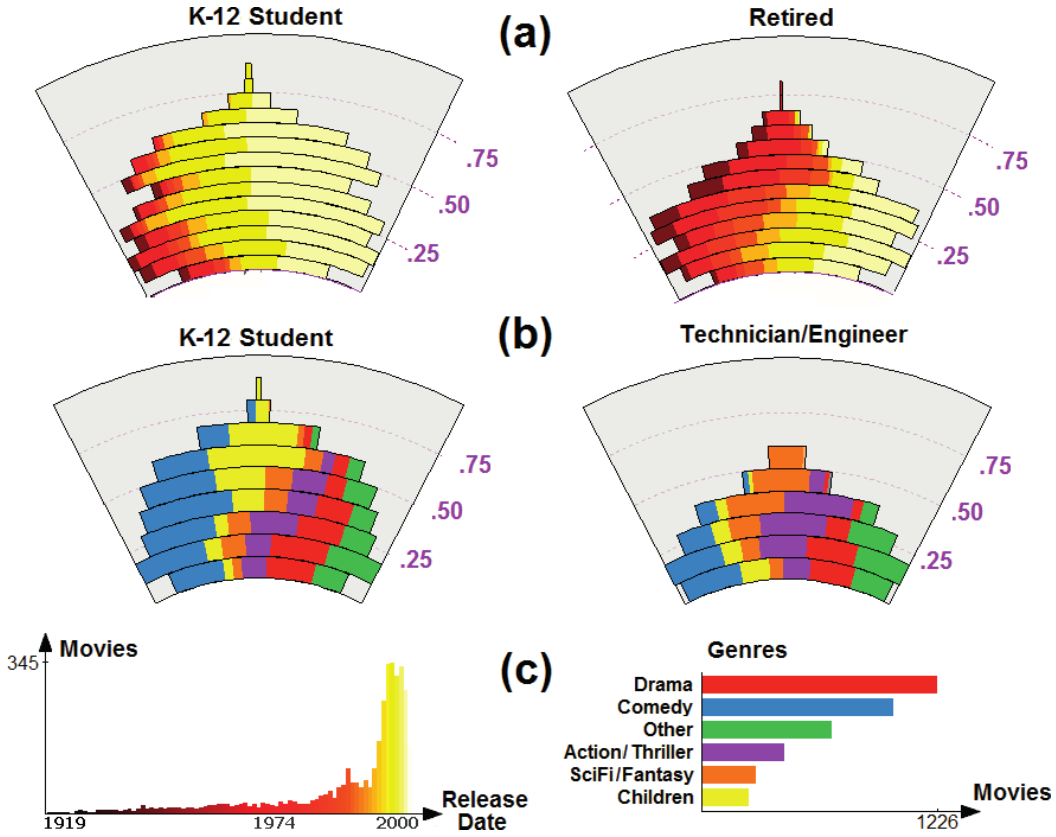 K-12 Student
(a)
Retired
.75
.50
.25
.75
.50
.25
K-12 Student
(b)
Technician/Engineer
.75
.50
.25
.75
.50
.25
Movies
345
1919
1974
2000
Release
Date
(c)
Genres
Drama
Comedy
Other
Action/Thriller
SciFi/Fantasy
Children
Movies
1226